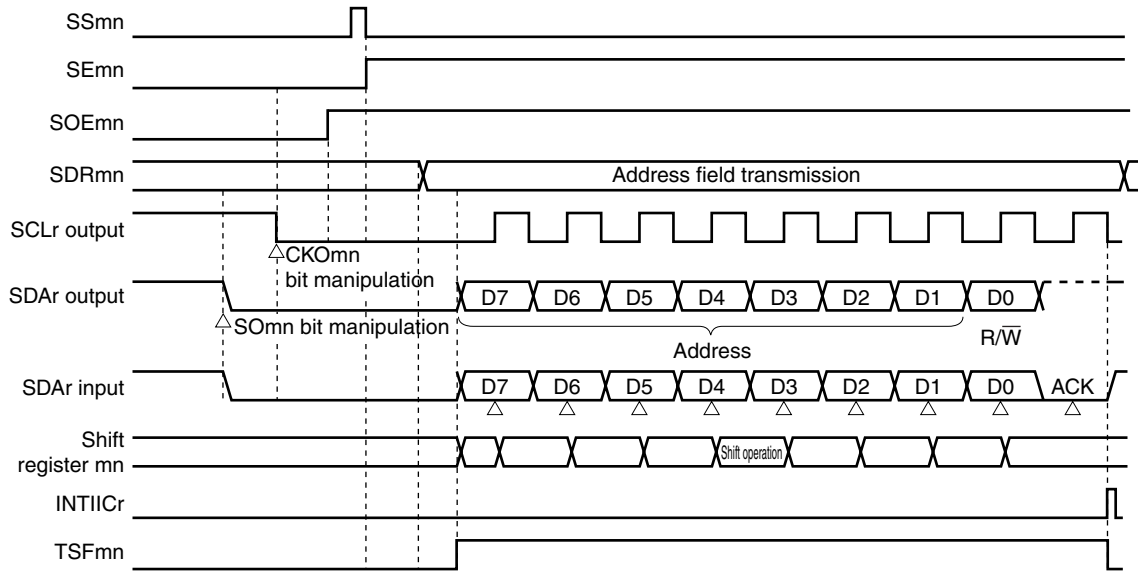 SSmn
SEmn
SOEmn
SDRmn
Address field transmission
SCLr output
CKOmn
bit manipulation
SDAr output
D7 D6 D5 D4 D3 D2 D1 D0
SOmn bit manipulation
R/W̅
Address
SDAr input
D7 D6 D5 D4 D3 D2 D1 D0 ACK
Shift
register mn
Shift operation
INTIICr
TSFmn